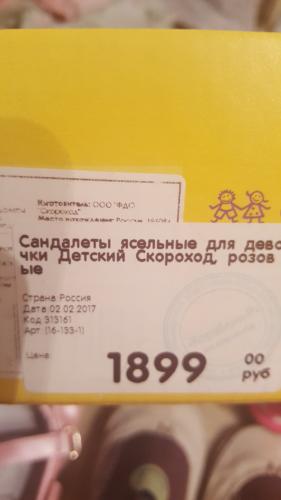 Изготовитель: ООО "ФДО
"Скороход"
Сандалеты ясельные для дево
чки Детский Скороход, розов
ые
Страна Россия
Дата 02.02.2017
Код 313161
Арт. (16-133-1)
Цена:
1899 00
руб